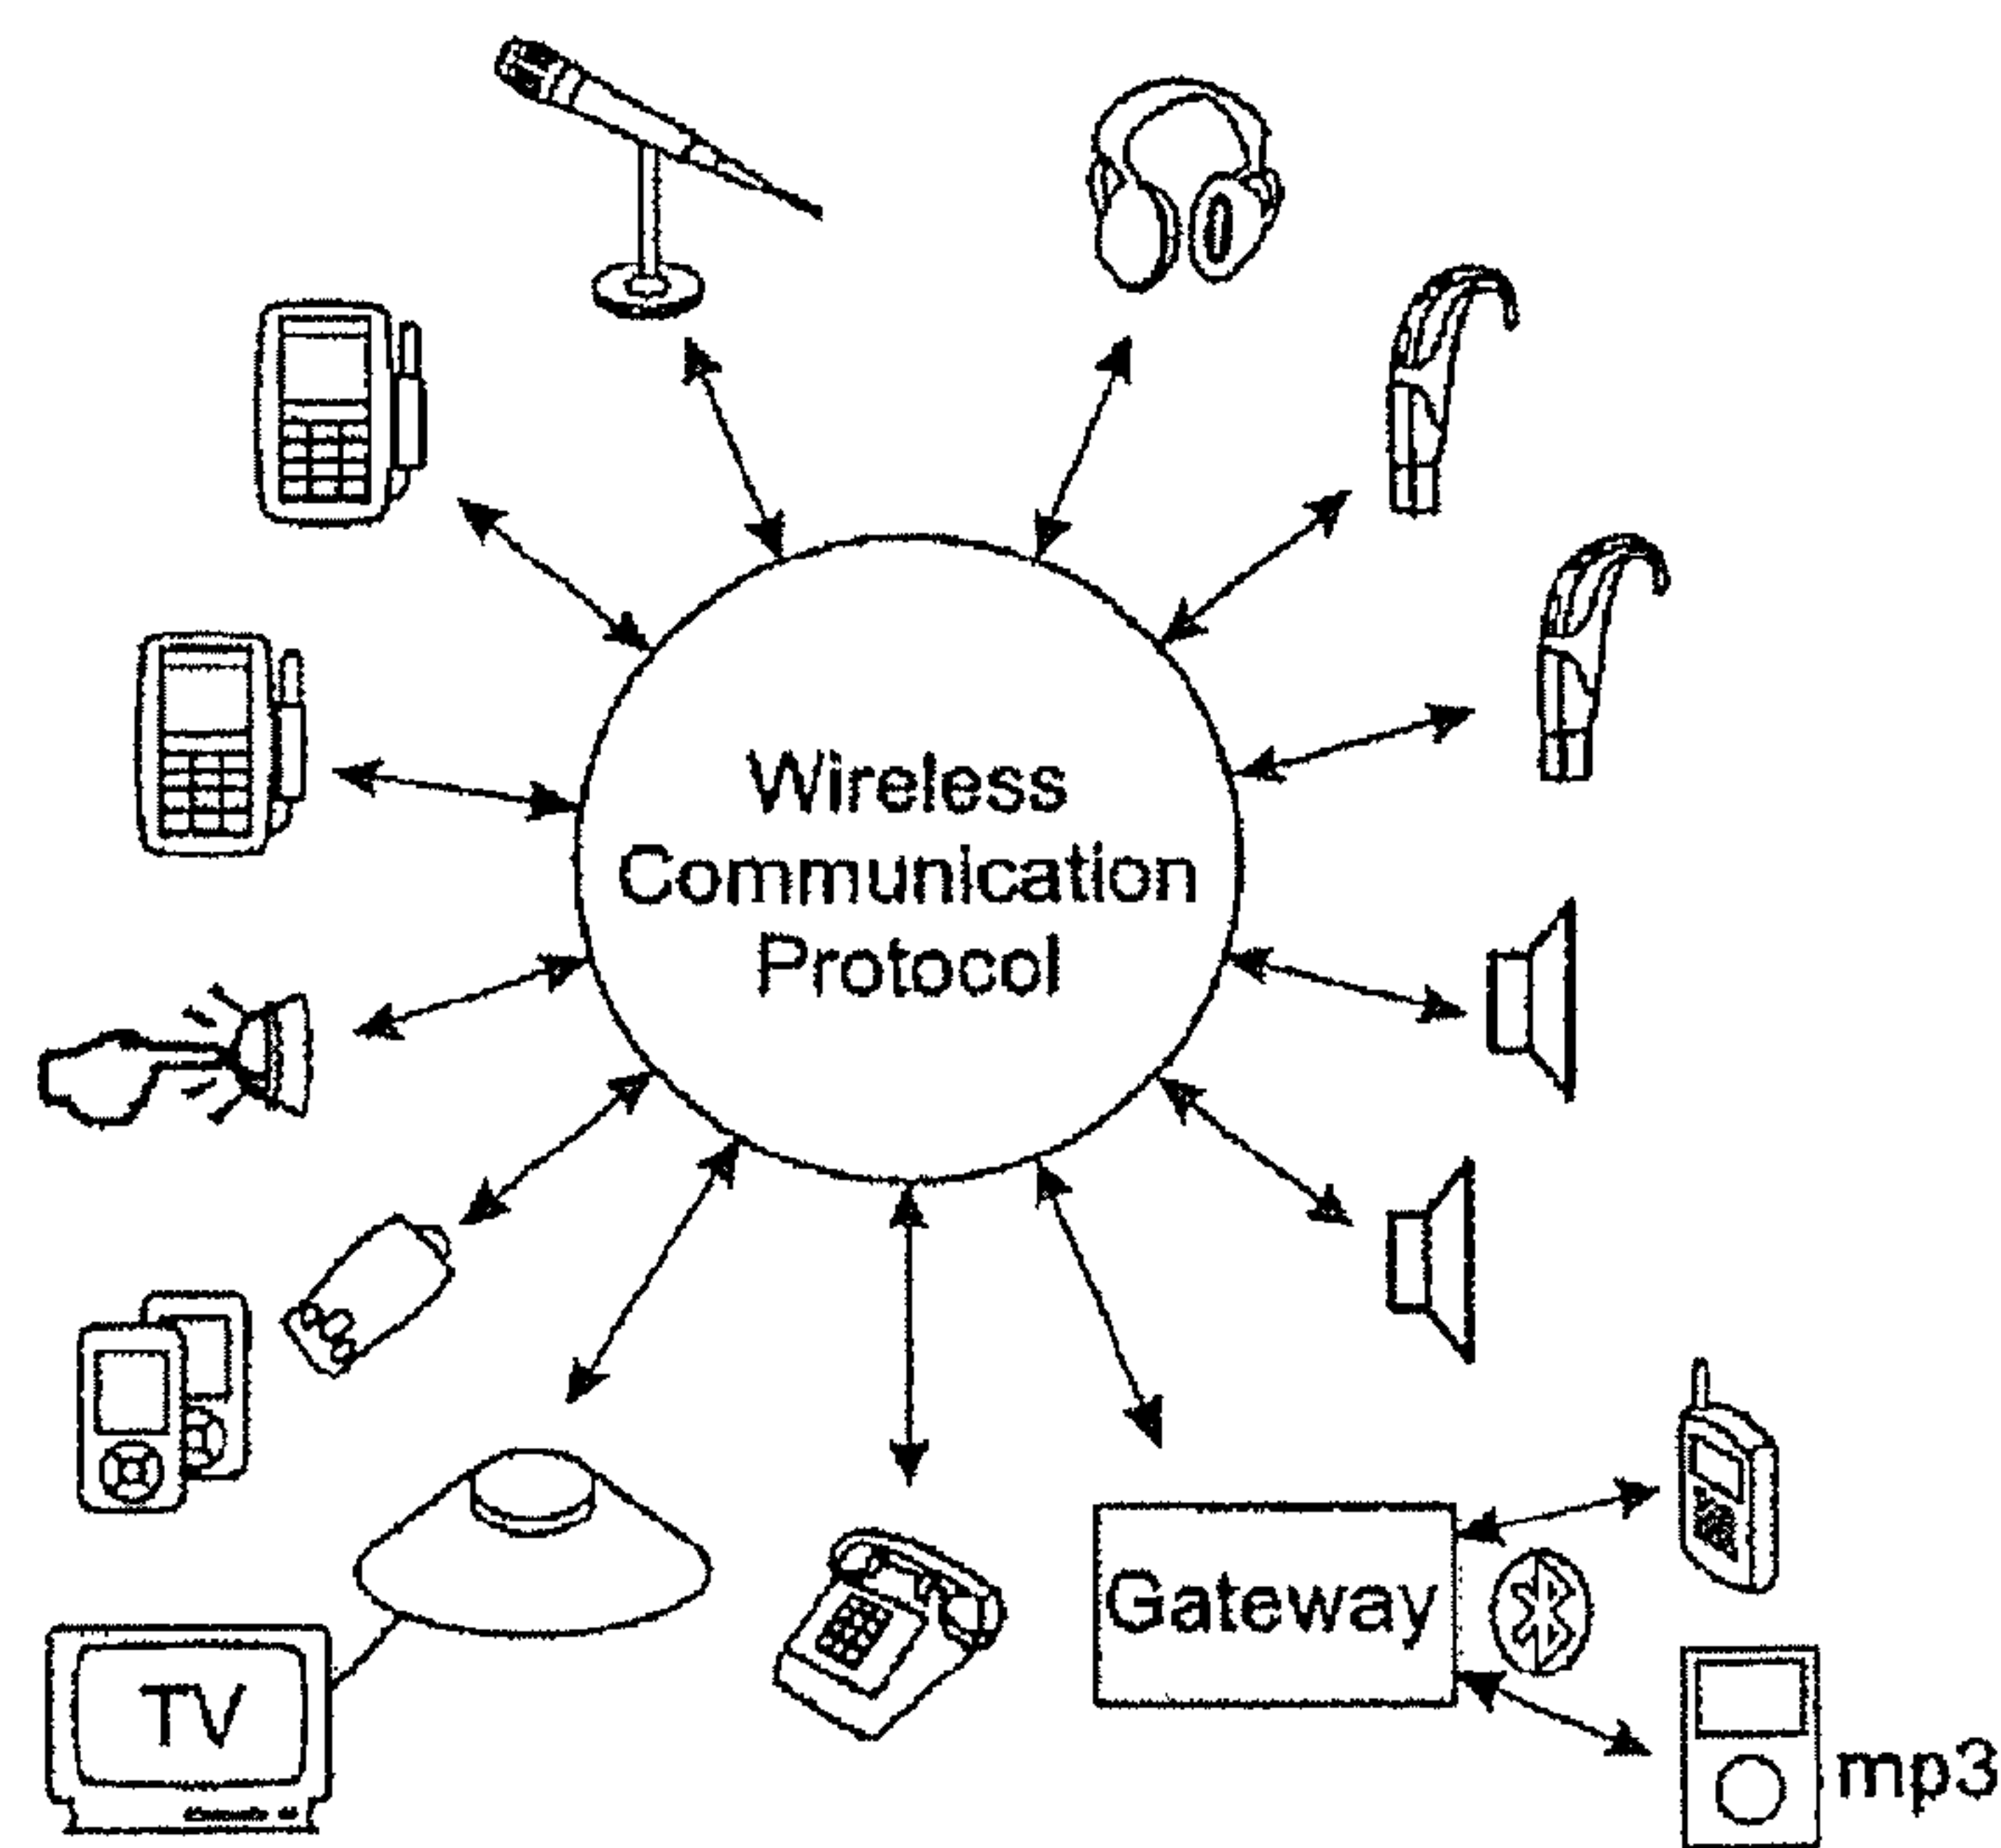 Wireless
Communication
Protocol
Gateway
TV
mp3